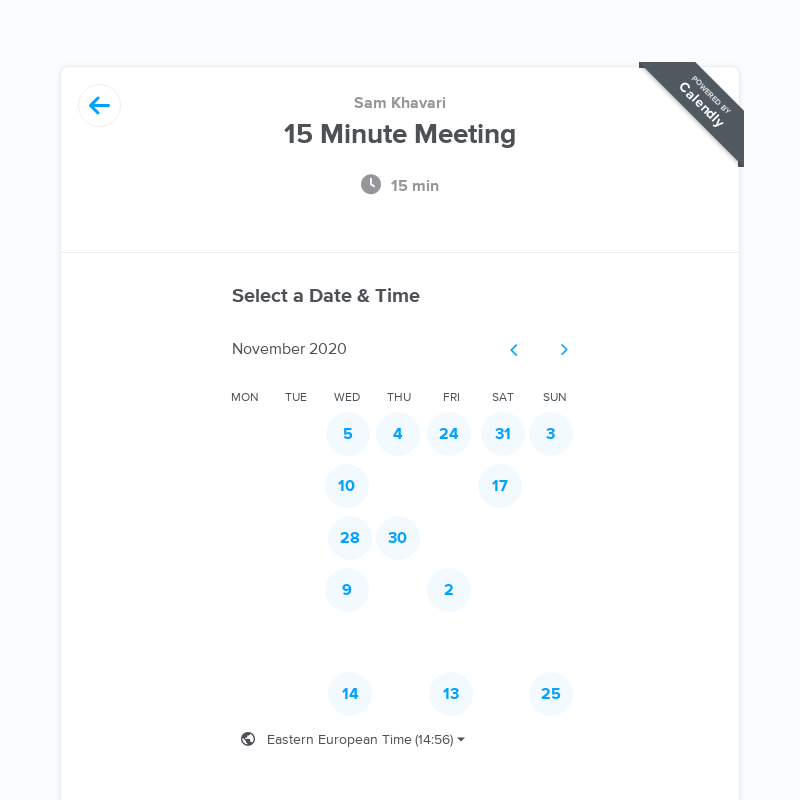 Sam Khavari
15 Minute Meeting
15 min
POWERED BY
Calendly
Select a Date & Time
November 2020
MON TUE WED THU FRI SAT SUN
5 4 24 31 3
10 17
28 30
9 2
14 13 25
Eastern European Time (14:56)